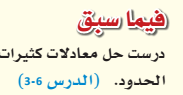 فيما سبق
درست حل معادلات كثيرات
الحدود. (الدرس 6-3)